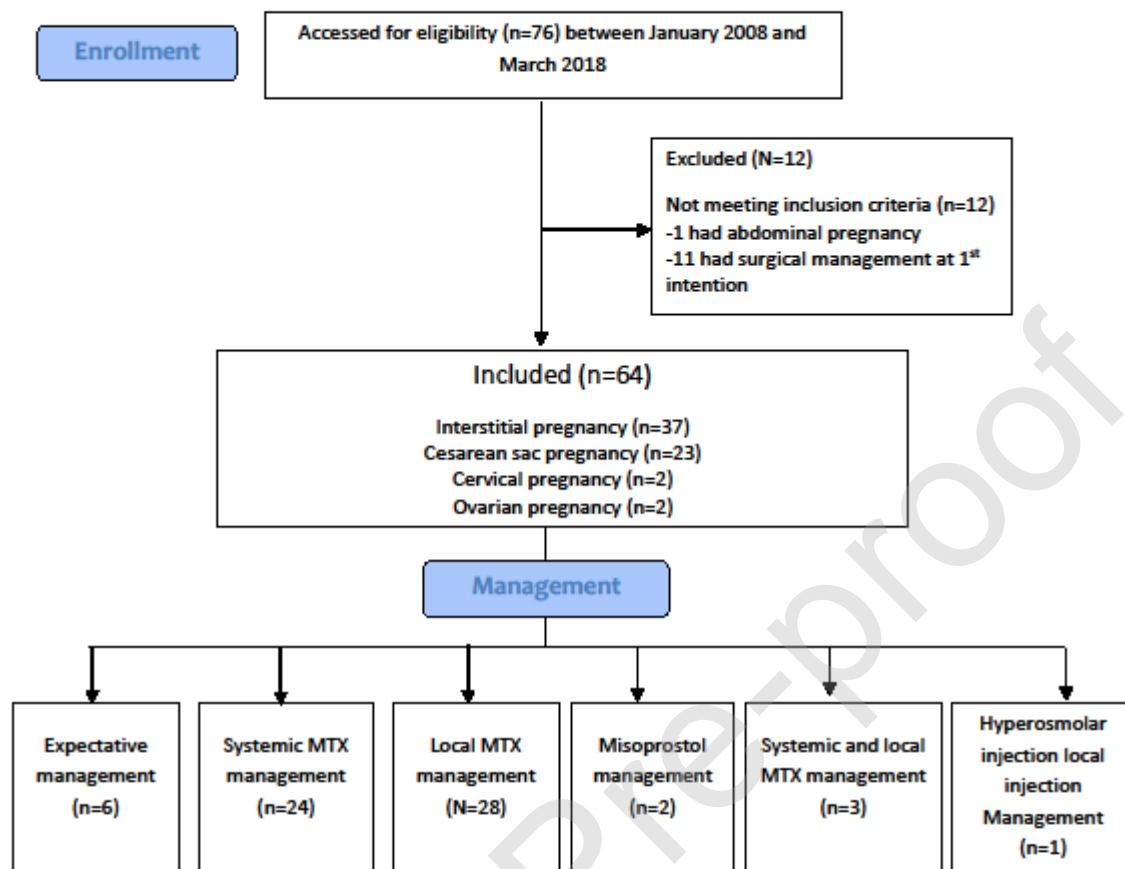 Enrollment
Accessed for eligibility (n=76) between January 2008 and
March 2018
Excluded (N=12)
Not meeting inclusion criteria (n=12)
-1 had abdominal pregnancy
-11 had surgical management at 1st
intention
Included (n=64)
Interstitial pregnancy (n=37)
Cesarean sac pregnancy (n=23)
Cervical pregnancy (n=2)
Ovarian pregnancy (n=2)
Management
Expectative
management
(n=6)
Systemic MTX
management
(n=24)
Local MTX
management
(N=28)
Misoprostol
management
(n=2)
Systemic and local
MTX management
(n=3)
Hyperosmolar
injection local
injection
Management
(n=1)
Pre-proof